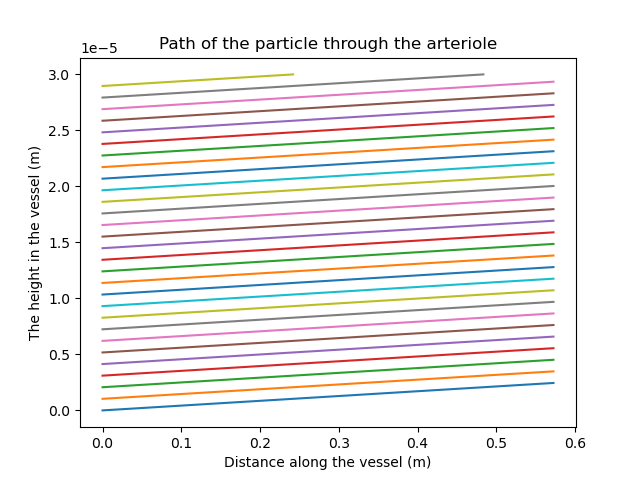 Path of the particle through the arteriole
1e−5
3.0
2.5
2.0
1.5
1.0
0.5
0.0
The height in the vessel (m)
0.0 0.1 0.2 0.3 0.4 0.5 0.6
Distance along the vessel (m)